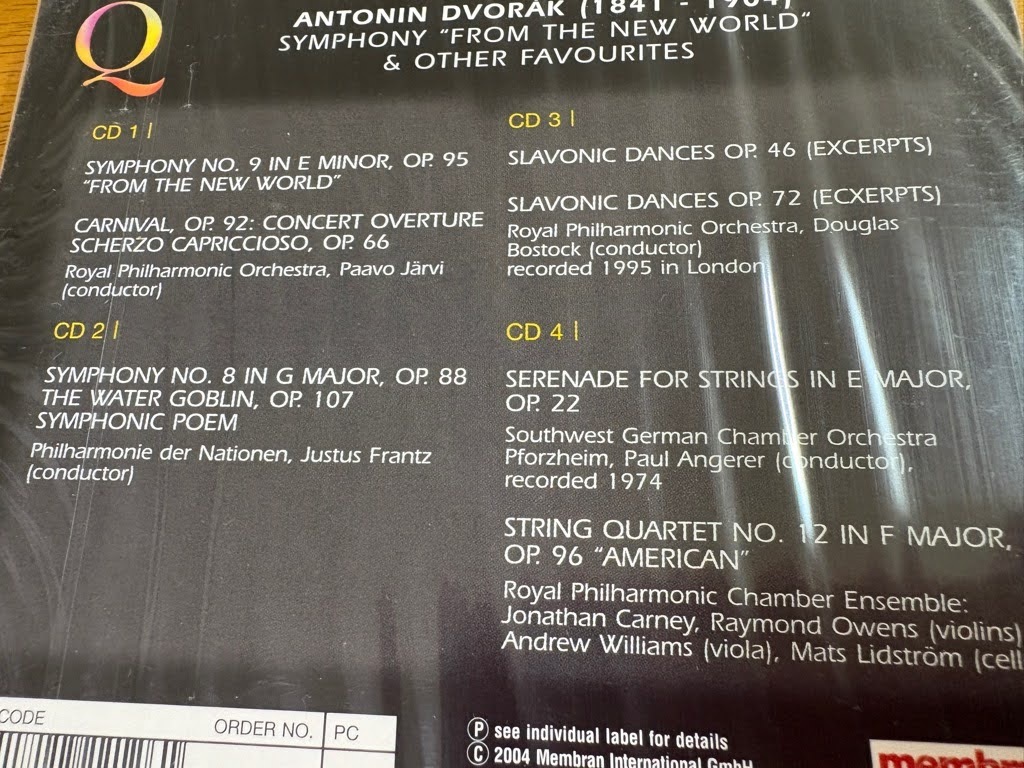 Q
ANTONIN DVORÁK (1841 - 1904)
SYMPHONY "FROM THE NEW WORLD"
& OTHER FAVOURITES
CD 1 |
SYMPHONY NO. 9 IN E MINOR, OP. 95
"FROM THE NEW WORLD"
CARNIVAL, OP. 92: CONCERT OVERTURE
SCHERZO CAPRICCIOSO, OP. 66
Royal Philharmonic Orchestra, Paavo Järvi
(conductor)
CD 2 |
SYMPHONY NO. 8 IN G MAJOR, OP. 88
THE WATER GOBLIN, OP. 107
SYMPHONIC POEM
Philharmonie der Nationen, Justus Frantz
(conductor)
CD 3 |
SLAVONIC DANCES OP. 46 (EXCERPTS)
SLAVONIC DANCES OP. 72 (ECXERPTS)
Royal Philharmonic Orchestra, Douglas
Bostock (conductor)
recorded 1995 in London
CD 4 |
SERENADE FOR STRINGS IN E MAJOR,
OP. 22
Southwest German Chamber Orchestra
Pforzheim, Paul Angerer (conductor),
recorded 1974
STRING QUARTET NO. 12 IN F MAJOR,
OP. 96 "AMERICAN"
Royal Philharmonic Chamber Ensemble:
Jonathan Carney, Raymond Owens (violins)
Andrew Williams (viola), Mats Lidström (cell
CODE
ORDER NO.
PC
Ⓟ see individual label for details
© 2004 Membran International GmbH
membr